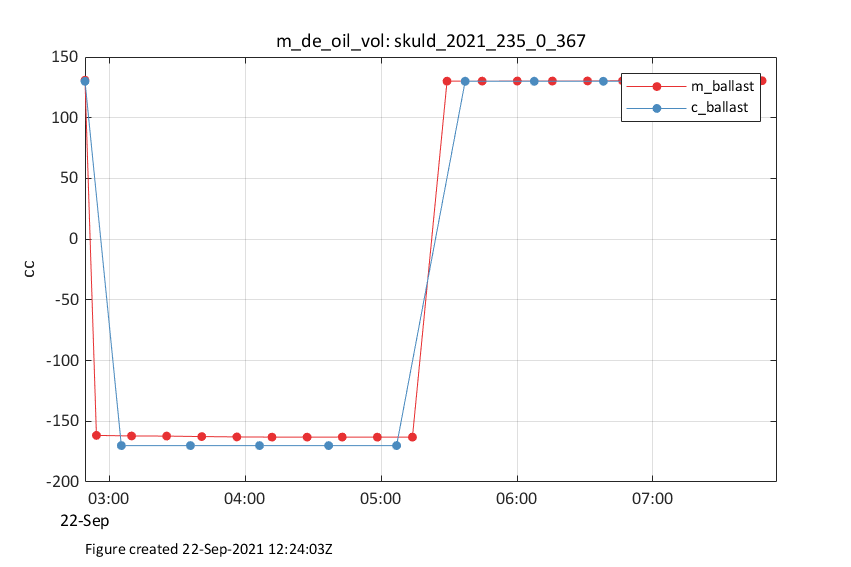 m_de_oil_vol: skuld_2021_235_0_367
150
100
50
0
-50
-100
-150
-200
cc
m_ballast
c_ballast
03:00
04:00
05:00
06:00
07:00
22-Sep
Figure created 22-Sep-2021 12:24:03Z